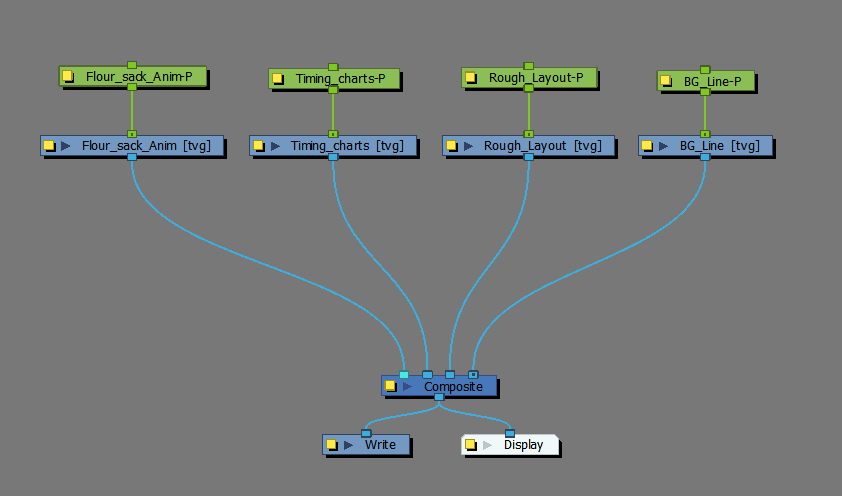 Flour_sack_Anim-P
Timing_charts-P
Rough_Layout-P
BG_Line-P
Flour_sack_Anim [tvg]
Timing_charts [tvg]
Rough_Layout [tvg]
BG_Line [tvg]
Composite
Write
Display